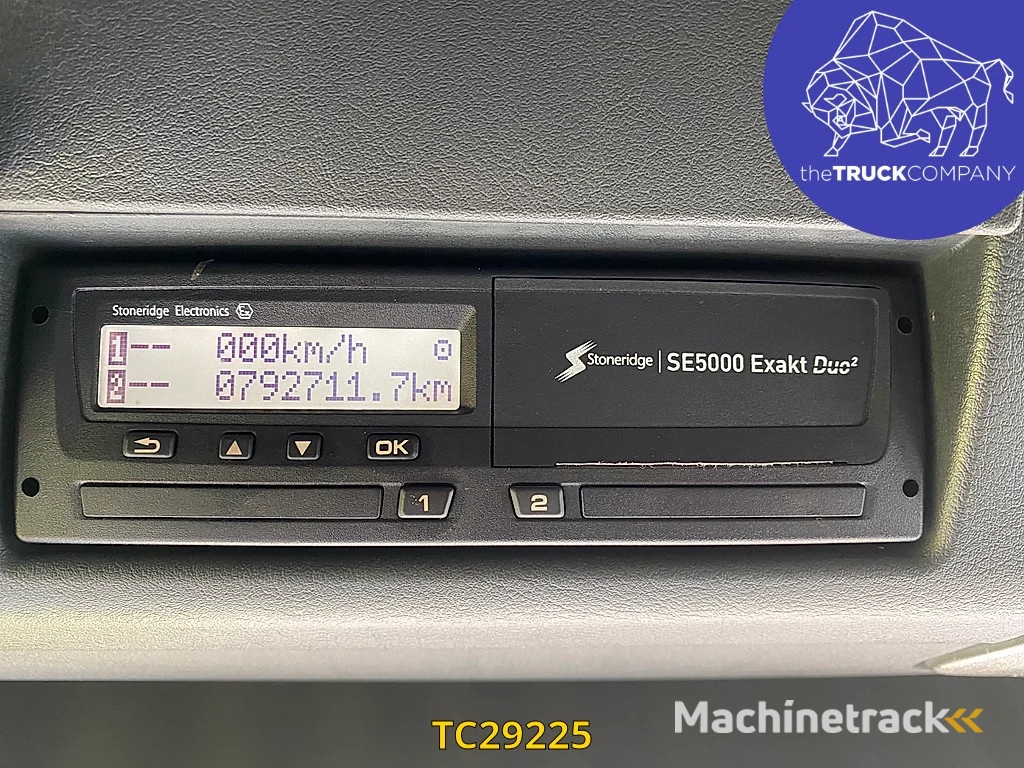 theTRUCKCOMPANY
Stoneridge Electronics
1-- 000km/h
2-- 0792711.7km
Stoneridge | SE5000 Exakt Duo²
OK
1
2
Machinetrack
TC29225